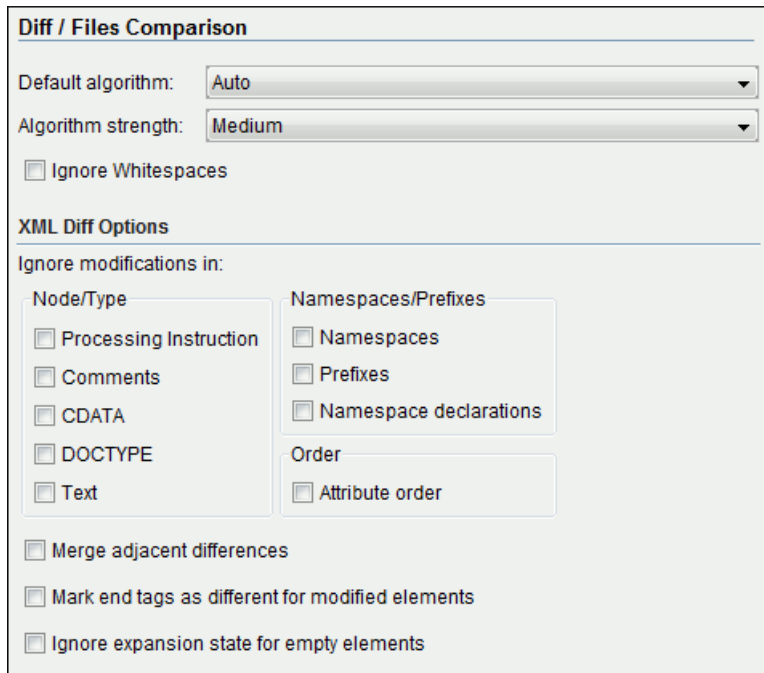 Diff / Files Comparison
Default algorithm: Auto
Algorithm strength: Medium
Ignore Whitespaces
XML Diff Options
Ignore modifications in:
Node/Type
Processing Instruction
Comments
CDATA
DOCTYPE
Text
Namespaces/Prefixes
Namespaces
Prefixes
Namespace declarations
Order
Attribute order
Merge adjacent differences
Mark end tags as different for modified elements
Ignore expansion state for empty elements